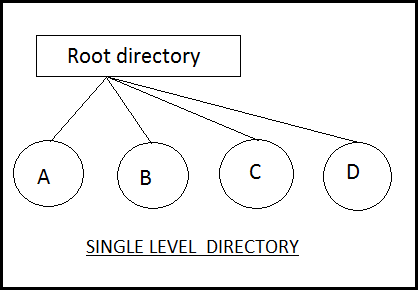 Root directory
A B C D
SINGLE LEVEL DIRECTORY